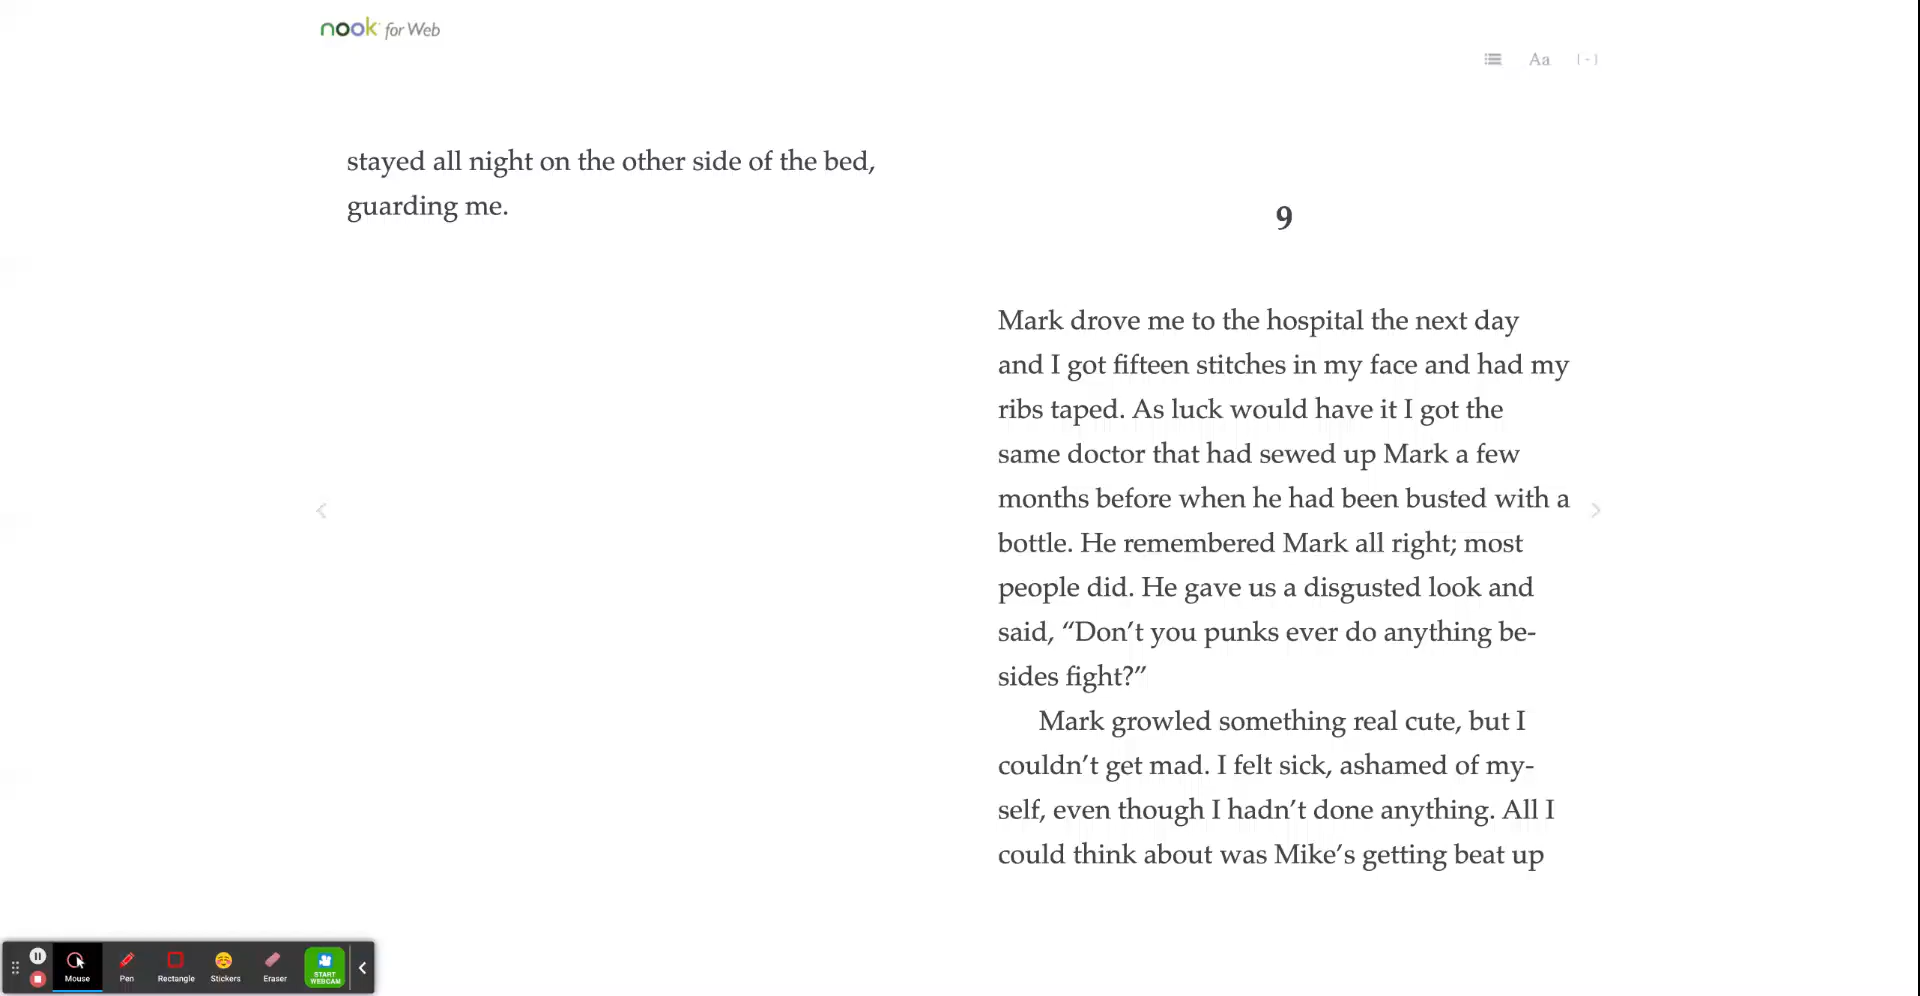 nook for Web
Aa
[-]
stayed all night on the other side of the bed,
guarding me.
9
Mark drove me to the hospital the next day
and I got fifteen stitches in my face and had my
ribs taped. As luck would have it I got the
same doctor that had sewed up Mark a few
months before when he had been busted with a
bottle. He remembered Mark all right; most
people did. He gave us a disgusted look and
said, “Don’t you punks ever do anything be-
sides fight?”
Mark growled something real cute, but I
couldn’t get mad. I felt sick, ashamed of my-
self, even though I hadn’t done anything. All I
could think about was Mike’s getting beat up
Mouse
Pen
Rectangle
Stickers
Eraser
START
WEBCAM